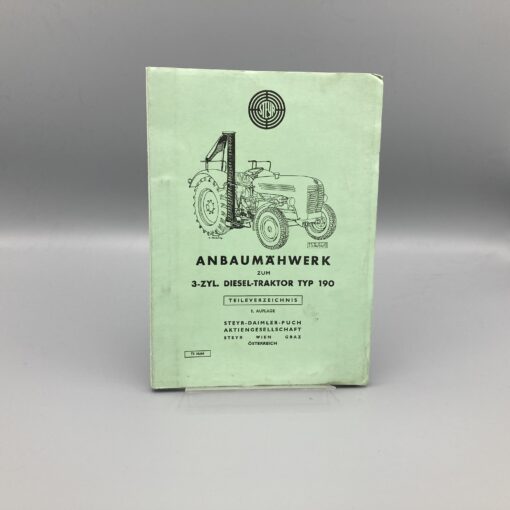 STEYR
ANBAUMÄHWERK
ZUM
3-ZYL. DIESEL-TRAKTOR TYP 190
TEILEVERZEICHNIS
1. AUFLAGE
STEYR-DAIMLER-PUCH
AKTIENGESELLSCHAFT
STEYR WIEN GRAZ
ÖSTERREICH